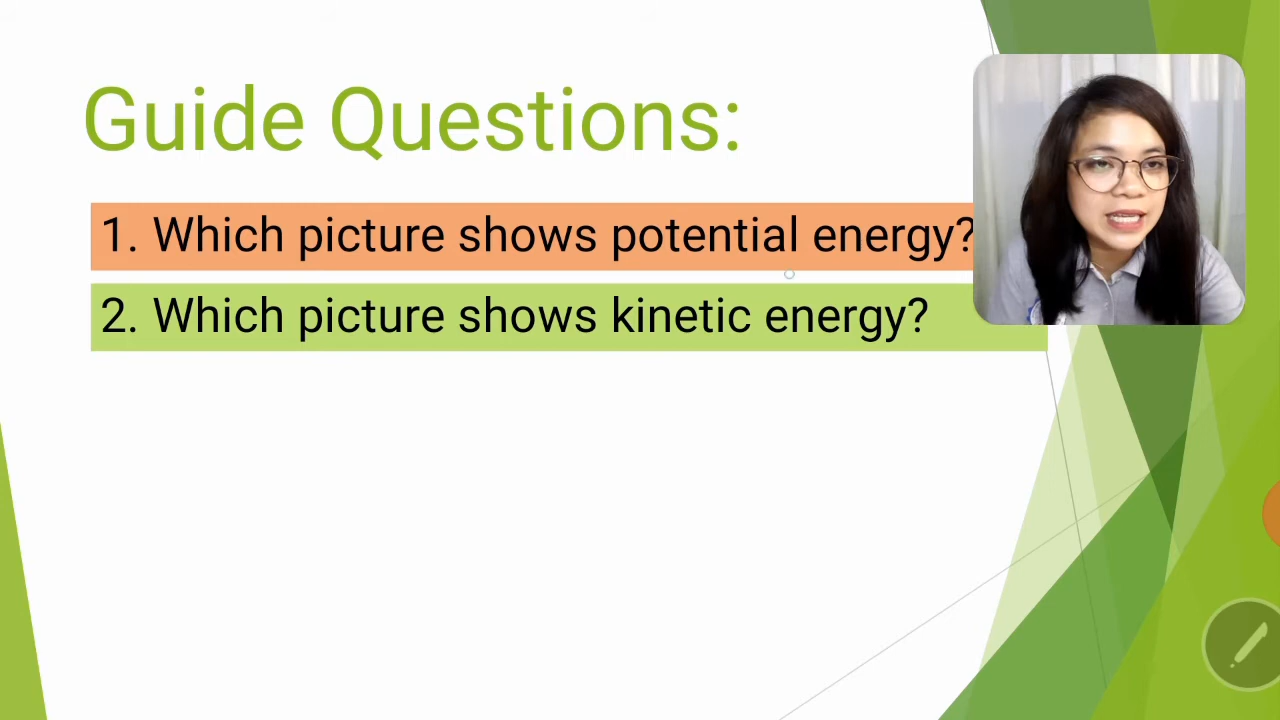 Guide Questions:
1. Which picture shows potential energy?
2. Which picture shows kinetic energy?